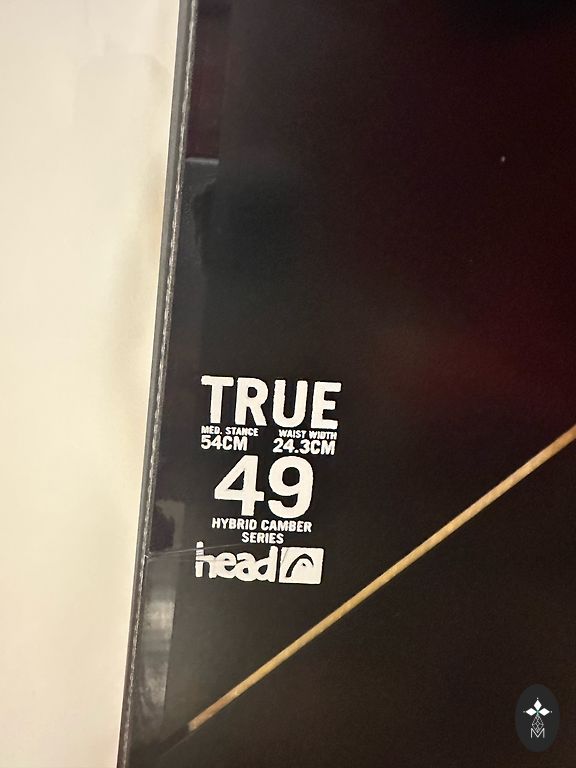 TRUE
MED. STANCE WAIST WIDTH
54CM 24.3CM
49
HYBRID CAMBER
SERIES
head
M